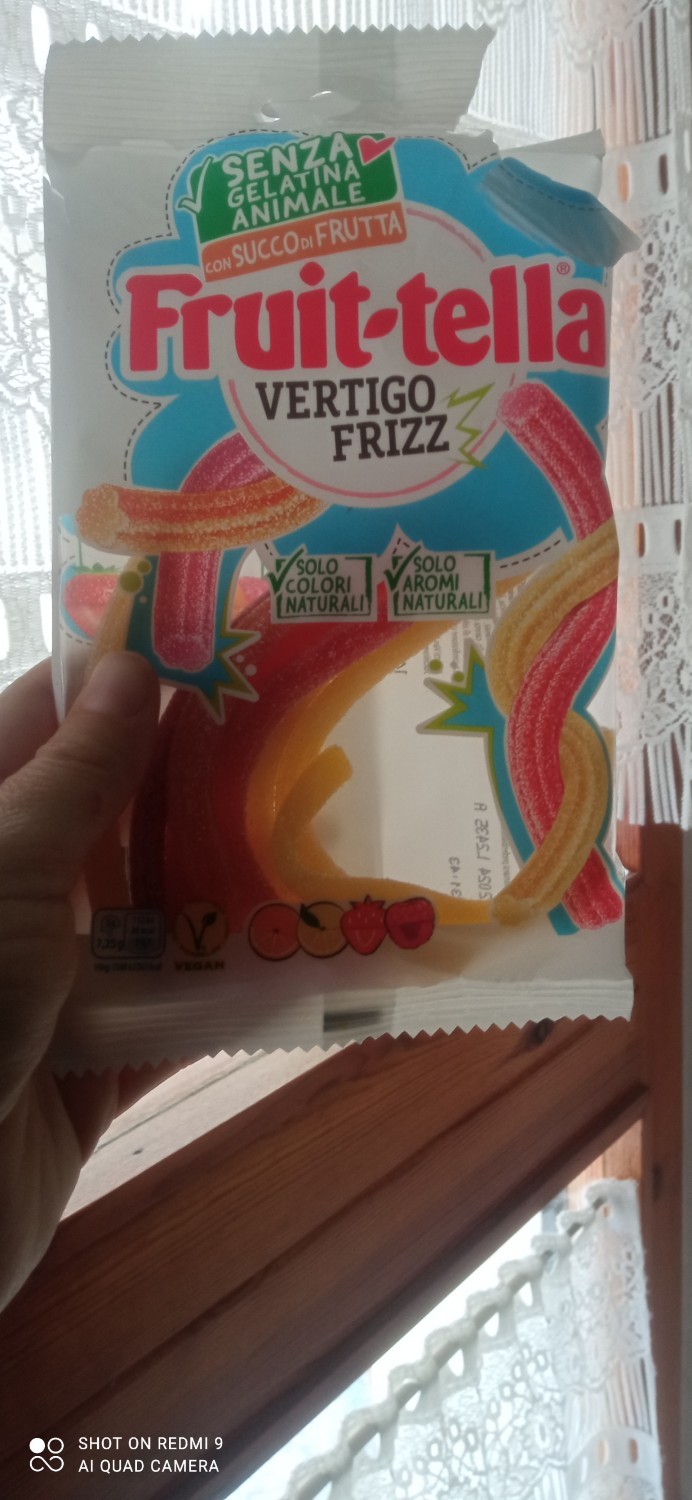 SENZA
GELATINA
ANIMALE
CON SUCCO DI FRUTTA
Fruit-tella®
VERTIGO
FRIZZ
SOLO
COLORI
NATURALI
SOLO
AROMI
NATURALI
VEGAN
SHOT ON REDMI 9
AI QUAD CAMERA